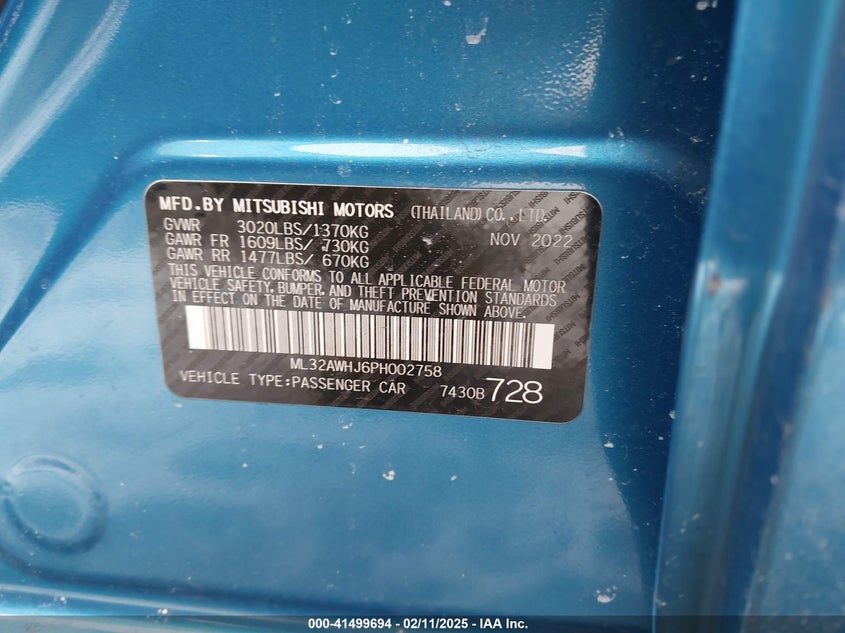 MFD.BY MITSUBISHI MOTORS (THAILAND) CO.,LTD.
GVWR 3020LBS/1370KG
GAWR FR 1609LBS/ 730KG NOV 2022
GAWR RR 1477LBS/ 670KG
THIS VEHICLE CONFORMS TO ALL APPLICABLE FEDERAL MOTOR
VEHICLE SAFETY, BUMPER, AND THEFT PREVENTION STANDARDS
IN EFFECT ON THE DATE OF MANUFACTURE SHOWN ABOVE.
ML32AWHJ6PH002758
VEHICLE TYPE:PASSENGER CAR 7430B 728
000-41499694 - 02/11/2025 - IAA Inc.